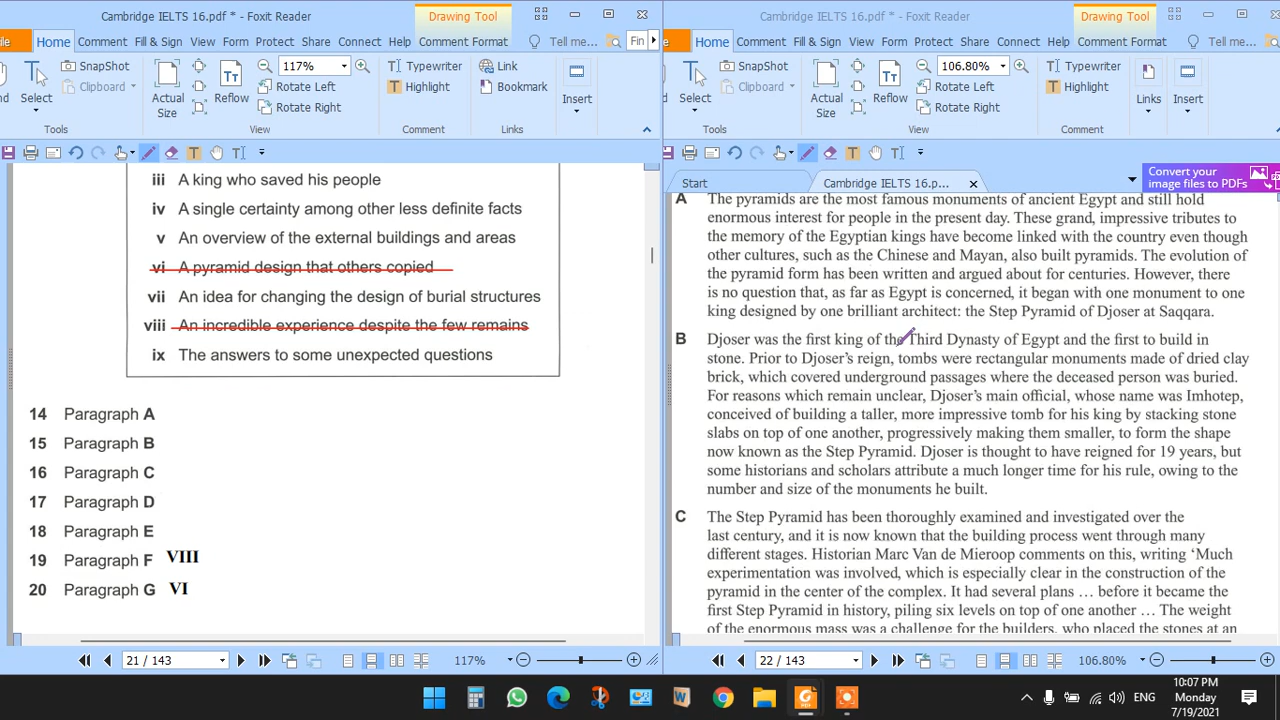 Cambridge IELTS 16.pdf * - Foxit Reader
Drawing Tool
Cambridge IELTS 16.pdf * - Foxit Reader
Drawing Tool
ile
Home
Comment
Fill & Sign
View
Form
Protect
Share
Connect
Help
Comment Format
Tell me...
Fin
Home
Comment
Fill & Sign
View
Form
Protect
Share
Connect
Help
Comment Format
Tell me...
SnapShot
Clipboard
Select
Actual Size
Reflow
117%
Rotate Left
Rotate Right
Typewriter
Highlight
Link
Bookmark
Insert
nd
Tools
View
Comment
Links
SnapShot
Clipboard
Select
Actual Size
Reflow
106.80%
Rotate Left
Rotate Right
Typewriter
Highlight
Links
Insert
Tools
View
Comment
Start
Cambridge IELTS 16.p...
Convert your
image files to PDFs
iii A king who saved his people
iv A single certainty among other less definite facts
v An overview of the external buildings and areas
vi A pyramid design that others copied
vii An idea for changing the design of burial structures
viii An incredible experience despite the few remains
ix The answers to some unexpected questions
14 Paragraph A
15 Paragraph B
16 Paragraph C
17 Paragraph D
18 Paragraph E
19 Paragraph F VIII
20 Paragraph G VI
A The pyramids are the most famous monuments of ancient Egypt and still hold
enormous interest for people in the present day. These grand, impressive tributes to
the memory of the Egyptian kings have become linked with the country even though
other cultures, such as the Chinese and Mayan, also built pyramids. The evolution of
the pyramid form has been written and argued about for centuries. However, there
is no question that, as far as Egypt is concerned, it began with one monument to one
king designed by one brilliant architect: the Step Pyramid of Djoser at Saqqara.
B Djoser was the first king of the Third Dynasty of Egypt and the first to build in
stone. Prior to Djoser's reign, tombs were rectangular monuments made of dried clay
brick, which covered underground passages where the deceased person was buried.
For reasons which remain unclear, Djoser's main official, whose name was Imhotep,
conceived of building a taller, more impressive tomb for his king by stacking stone
slabs on top of one another, progressively making them smaller, to form the shape
now known as the Step Pyramid. Djoser is thought to have reigned for 19 years, but
some historians and scholars attribute a much longer time for his rule, owing to the
number and size of the monuments he built.
C The Step Pyramid has been thoroughly examined and investigated over the
last century, and it is now known that the building process went through many
different stages. Historian Marc Van de Mieroop comments on this, writing 'Much
experimentation was involved, which is especially clear in the construction of the
pyramid in the center of the complex. It had several plans … before it became the
first Step Pyramid in history, piling six levels on top of one another … The weight
of the enormous mass was a challenge for the builders, who placed the stones at an
21 / 143
117%
22 / 143
106.80%
ENG
10:07 PM
Monday
7/19/2021